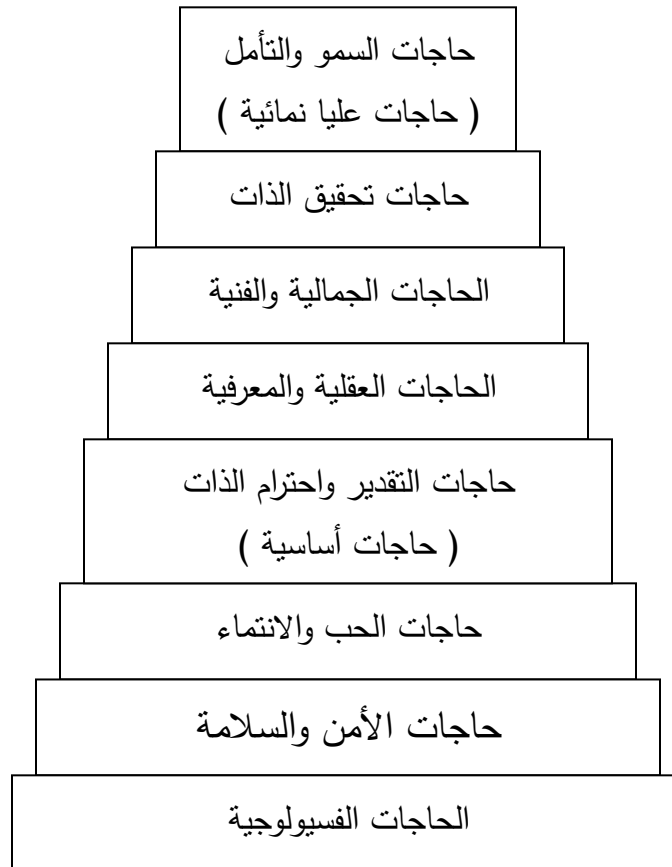 حاجات السمو والتأمل
( حاجات عليا نمائية )
حاجات تحقيق الذات
الحاجات الجمالية والفنية
الحاجات العقلية والمعرفية
حاجات التقدير واحترام الذات
( حاجات أساسية )
حاجات الحب والانتماء
حاجات الأمن والسلامة
الحاجات الفسيولوجية